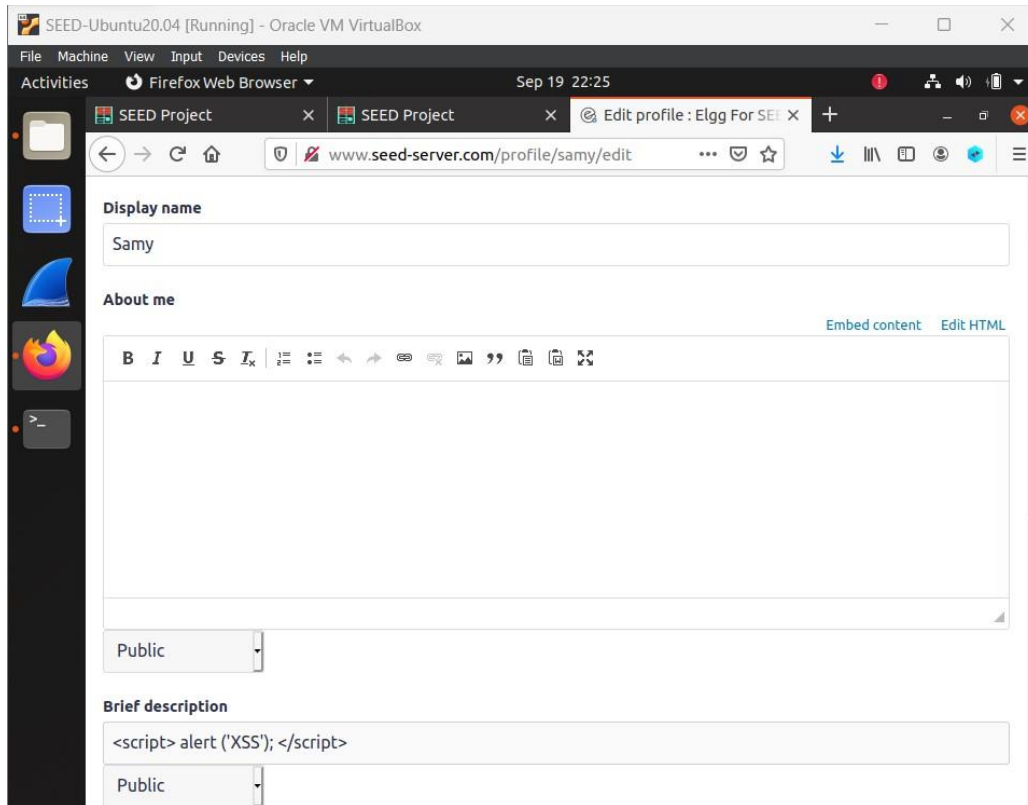 SEED-Ubuntu20.04 [Running] - Oracle VM VirtualBox
File Machine View Input Devices Help
Activities Firefox Web Browser Sep 19 22:25
SEED Project SEED Project Edit profile : Elgg For SEE
www.seed-server.com/profile/samy/edit
Display name
Samy
About me
Embed content Edit HTML
B I U S Ix
Public
Brief description
<script> alert ('XSS'); </script>
Public